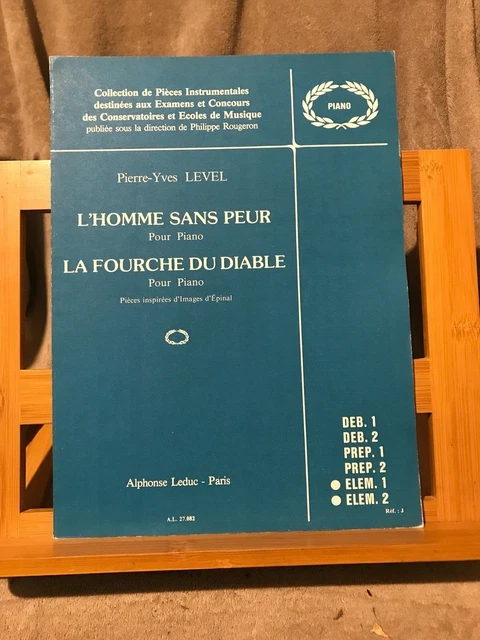 Collection de Pièces Instrumentales
destinées aux Examens et Concours
des Conservatoires et Ecoles de Musique
publiée sous la direction de Philippe Rougeron
PIANO
Pierre-Yves LEVEL
L'HOMME SANS PEUR
Pour Piano
LA FOURCHE DU DIABLE
Pour Piano
Pièces inspirées d'Images d'Épinal
DEB. 1
DEB. 2
PREP. 1
PREP. 2
ELEM. 1
ELEM. 2
Réf. : J
Alphonse Leduc - Paris
A.L. 27.082